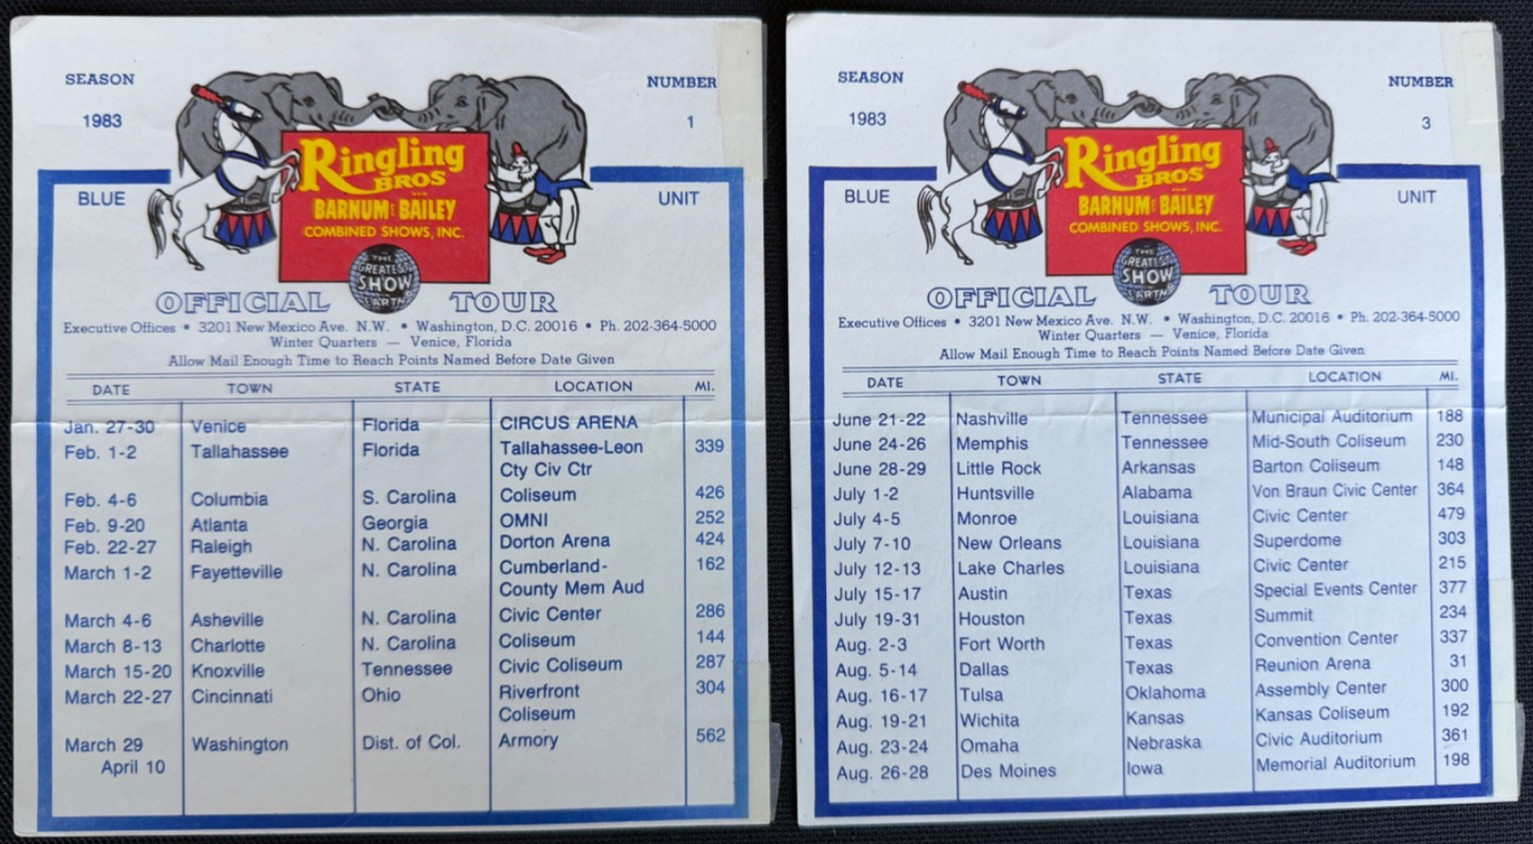 SEASON NUMBER
1983 1
BLUE UNIT
Ringling
BROS
AND
BARNUM & BAILEY
COMBINED SHOWS, INC.
THE
GREATEST
SHOW
ON
EARTH
OFFICIAL TOUR
Executive Offices • 3201 New Mexico Ave. N.W. • Washington, D.C. 20016 • Ph. 202-364-5000
Winter Quarters — Venice, Florida
Allow Mail Enough Time to Reach Points Named Before Date Given
DATE TOWN STATE LOCATION MI.
Jan. 27-30 Venice Florida CIRCUS ARENA
Feb. 1-2 Tallahassee Florida Tallahassee-Leon 339
Cty Civ Ctr
Feb. 4-6 Columbia S. Carolina Coliseum 426
Feb. 9-20 Atlanta Georgia OMNI 252
Feb. 22-27 Raleigh N. Carolina Dorton Arena 424
March 1-2 Fayetteville N. Carolina Cumberland- 162
County Mem Aud
March 4-6 Asheville N. Carolina Civic Center 286
March 8-13 Charlotte N. Carolina Coliseum 144
March 15-20 Knoxville Tennessee Civic Coliseum 287
March 22-27 Cincinnati Ohio Riverfront 304
Coliseum
March 29 Washington Dist. of Col. Armory 562
April 10
SEASON NUMBER
1983 3
BLUE UNIT
Ringling
BROS
AND
BARNUM & BAILEY
COMBINED SHOWS, INC.
THE
GREATEST
SHOW
ON
EARTH
OFFICIAL TOUR
Executive Offices • 3201 New Mexico Ave. N.W. • Washington, D.C. 20016 • Ph. 202-364-5000
Winter Quarters — Venice, Florida
Allow Mail Enough Time to Reach Points Named Before Date Given
DATE TOWN STATE LOCATION MI.
June 21-22 Nashville Tennessee Municipal Auditorium 188
June 24-26 Memphis Tennessee Mid-South Coliseum 230
June 28-29 Little Rock Arkansas Barton Coliseum 148
July 1-2 Huntsville Alabama Von Braun Civic Center 364
July 4-5 Monroe Louisiana Civic Center 479
July 7-10 New Orleans Louisiana Superdome 303
July 12-13 Lake Charles Louisiana Civic Center 215
July 15-17 Austin Texas Special Events Center 377
July 19-31 Houston Texas Summit 234
Aug. 2-3 Fort Worth Texas Convention Center 337
Aug. 5-14 Dallas Texas Reunion Arena 31
Aug. 16-17 Tulsa Oklahoma Assembly Center 300
Aug. 19-21 Wichita Kansas Kansas Coliseum 192
Aug. 23-24 Omaha Nebraska Civic Auditorium 361
Aug. 26-28 Des Moines Iowa Memorial Auditorium 198